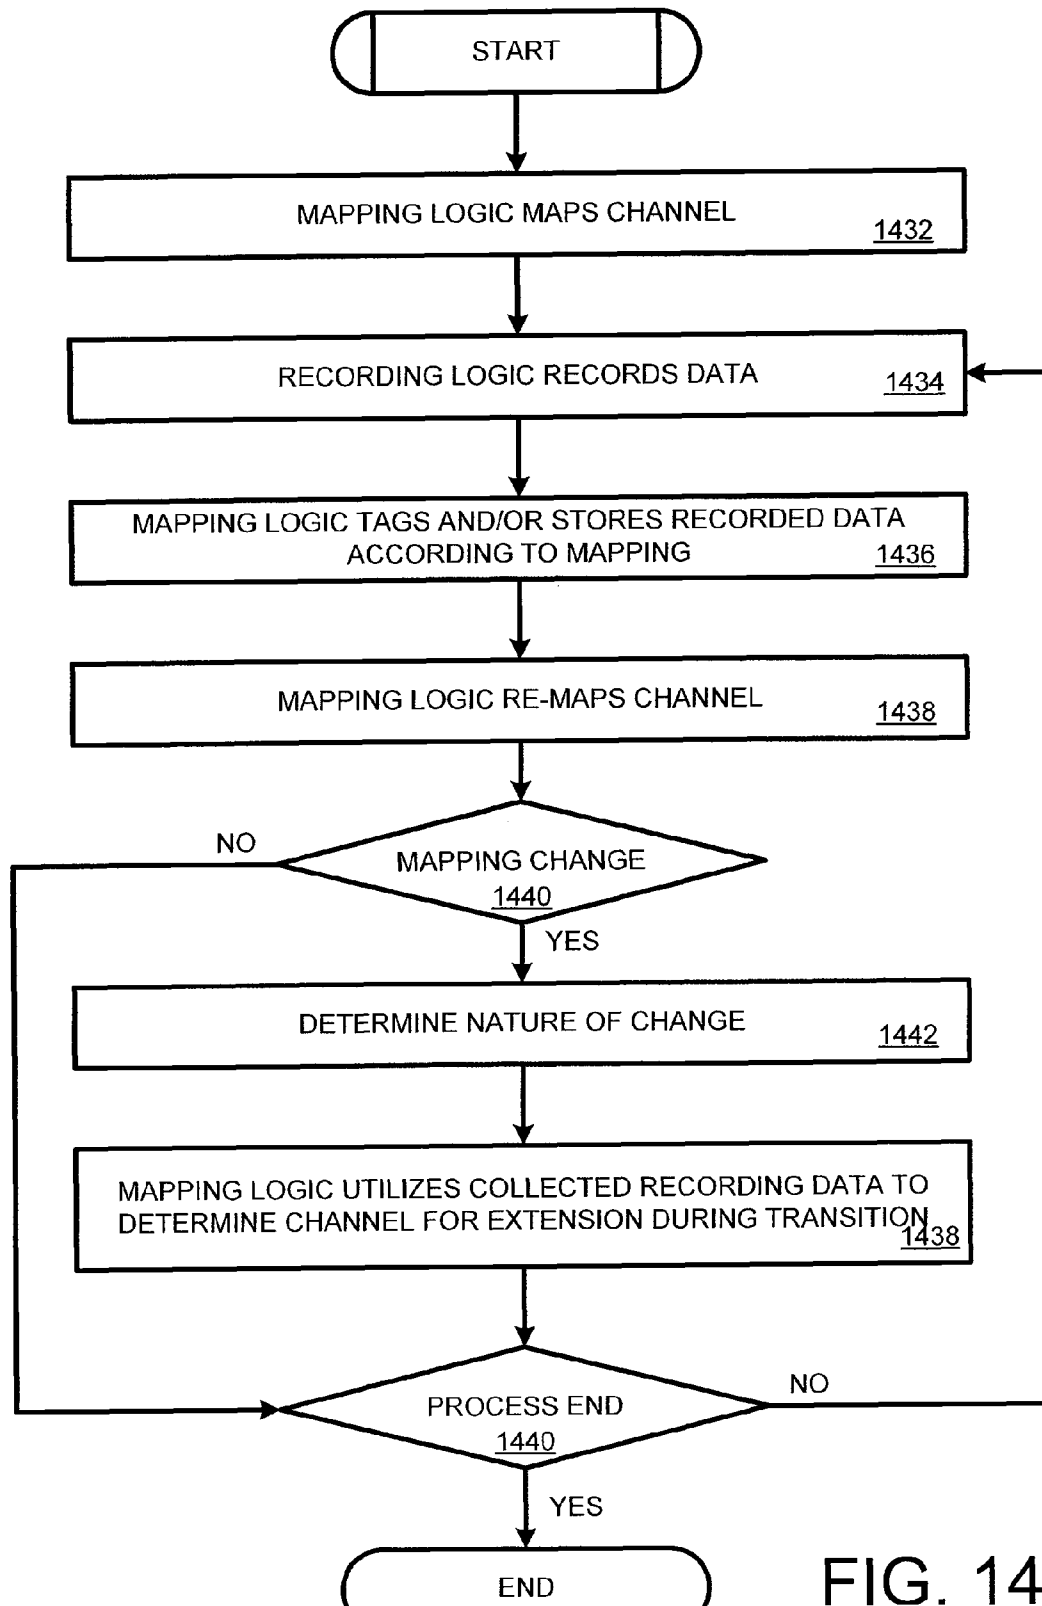 START
MAPPING LOGIC MAPS CHANNEL
1432
RECORDING LOGIC RECORDS DATA
1434
MAPPING LOGIC TAGS AND/OR STORES RECORDED DATA
ACCORDING TO MAPPING
1436
MAPPING LOGIC RE-MAPS CHANNEL
1438
NO
MAPPING CHANGE
1440
YES
DETERMINE NATURE OF CHANGE
1442
MAPPING LOGIC UTILIZES COLLECTED RECORDING DATA TO
DETERMINE CHANNEL FOR EXTENSION DURING TRANSITION
1438
PROCESS END
1440
NO
YES
END
FIG. 14